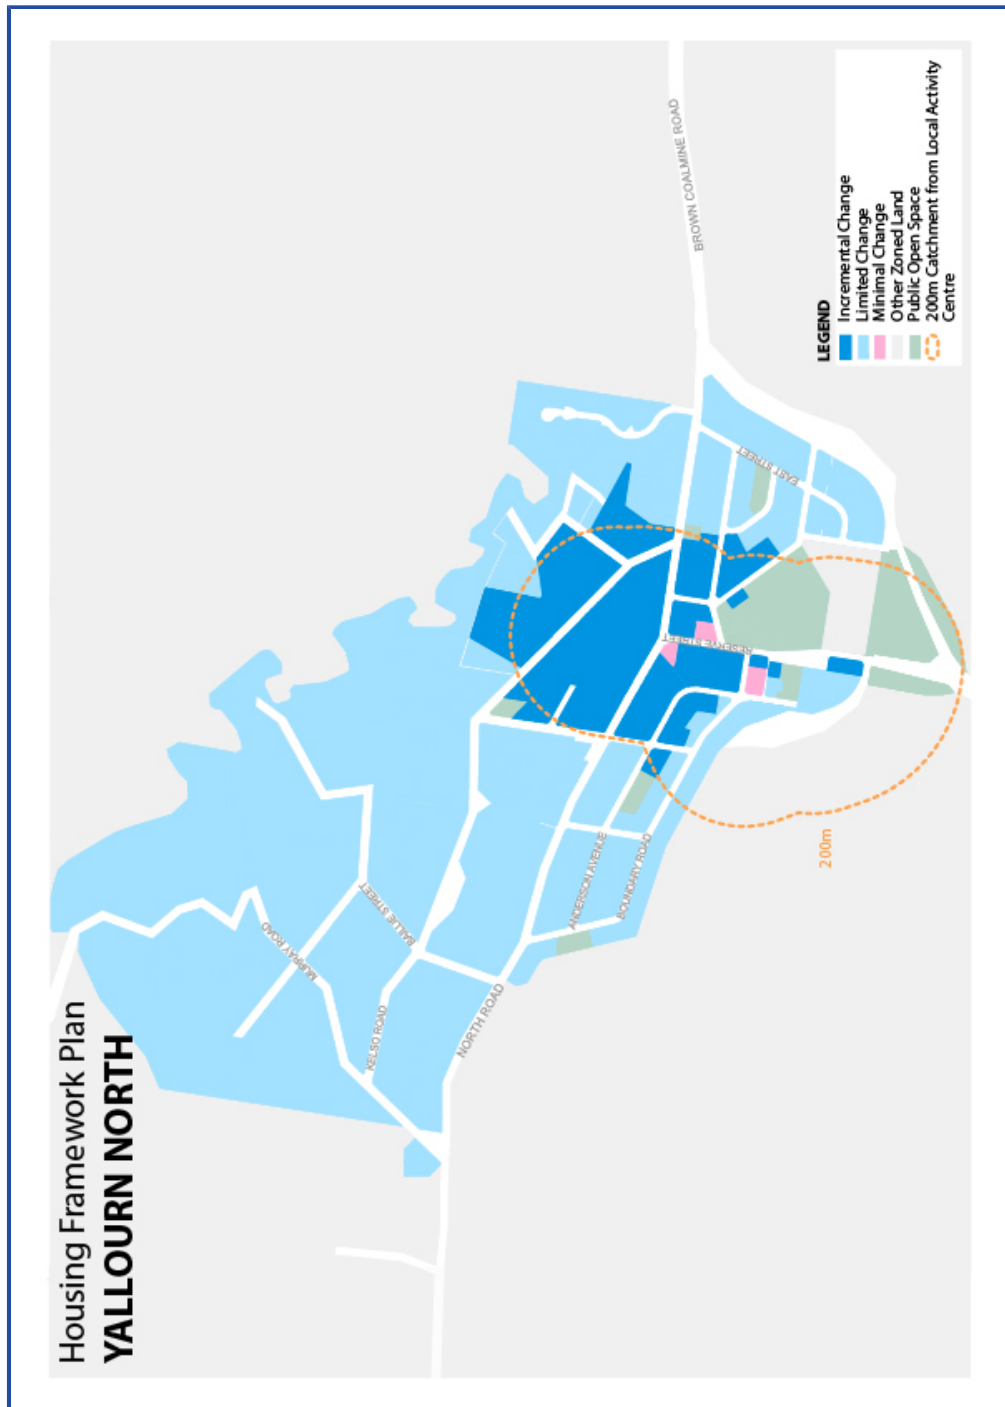 Housing Framework Plan
YALLOURN NORTH
MURRAY ROAD
BAILLIE STREET
KELSO ROAD
NORTH ROAD
ANDERSON AVENUE
BOUNDARY ROAD
RESERVE STREET
EAST STREET
BROWN COALMINE ROAD
200m
LEGEND
Incremental Change
Limited Change
Minimal Change
Other Zoned Land
Public Open Space
200m Catchment from Local Activity
Centre